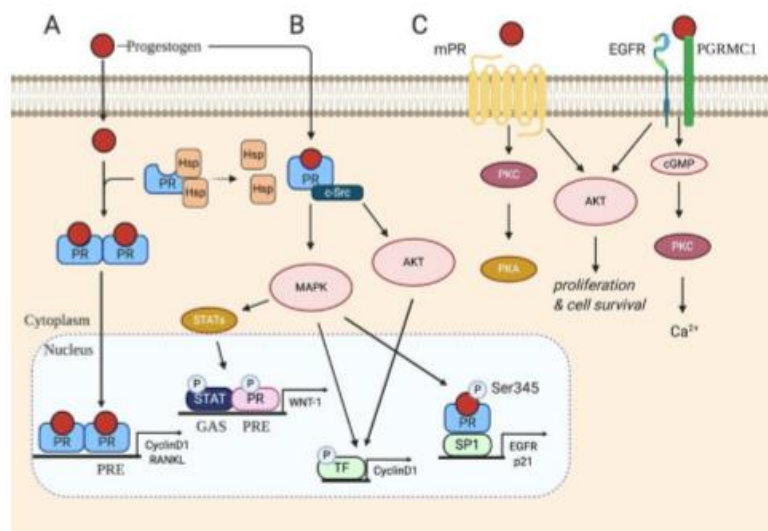 A
B
C
Progestogen
mPR
EGFR
PGRMC1
Hsp
Hsp
Hsp
Hsp
PR
PR
c-Src
PKC
AKT
cGMP
PR
PR
MAPK
AKT
PKA
PKC
proliferation
& cell survival
STATs
Ca²⁺
Cytoplasm
Nucleus
P
P
STAT
PR
WNT-1
GAS
PRE
P
Ser345
PR
SP1
EGFR
p21
PR
PR
CyclinD1
RANKL
PRE
P
TF
CyclinD1